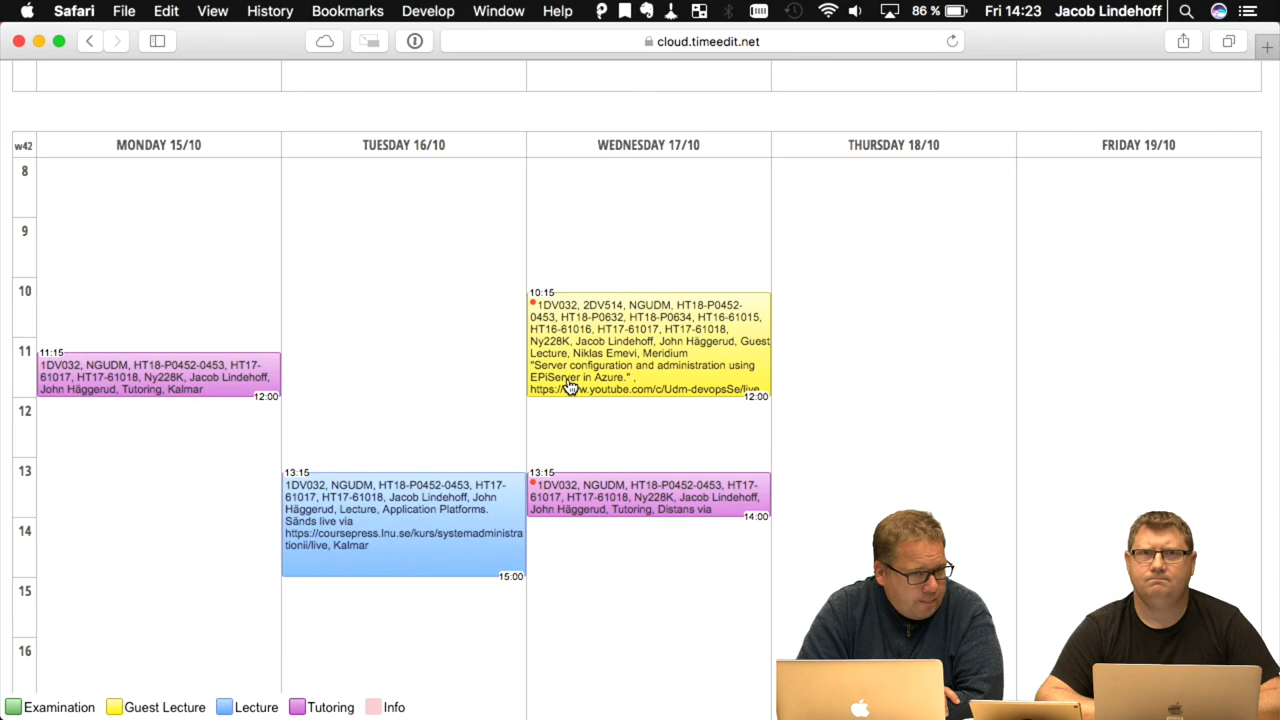 Safari File Edit View History Bookmarks Develop Window Help 86 % Fri 14:23 Jacob Lindehoff
cloud.timeedit.net
w42 MONDAY 15/10 TUESDAY 16/10 WEDNESDAY 17/10 THURSDAY 18/10 FRIDAY 19/10
8
9
10
11
12
13
14
15
16
11:15
1DV032, NGUDM, HT18-P0452-0453, HT17-
61017, HT17-61018, Ny228K, Jacob Lindehoff,
John Häggerud, Tutoring, Kalmar
12:00
13:15
1DV032, NGUDM, HT18-P0452-0453, HT17-
61017, HT17-61018, Jacob Lindehoff, John
Häggerud, Lecture, Application Platforms.
Sänds live via
https://coursepress.lnu.se/kurs/systemadministra
tionii/live, Kalmar
15:00
10:15
1DV032, 2DV514, NGUDM, HT18-P0452-
0453, HT18-P0632, HT18-P0634, HT16-61015,
HT16-61016, HT17-61017, HT17-61018,
Ny228K, Jacob Lindehoff, John Häggerud, Guest
Lecture, Niklas Emevi, Meridium
"Server configuration and administration using
EPiServer in Azure." ,
https://www.youtube.com/c/Udm-devopsSe/live
12:00
13:15
1DV032, NGUDM, HT18-P0452-0453, HT17-
61017, HT17-61018, Ny228K, Jacob Lindehoff,
John Häggerud, Tutoring, Distans via
14:00
Examination Guest Lecture Lecture Tutoring Info